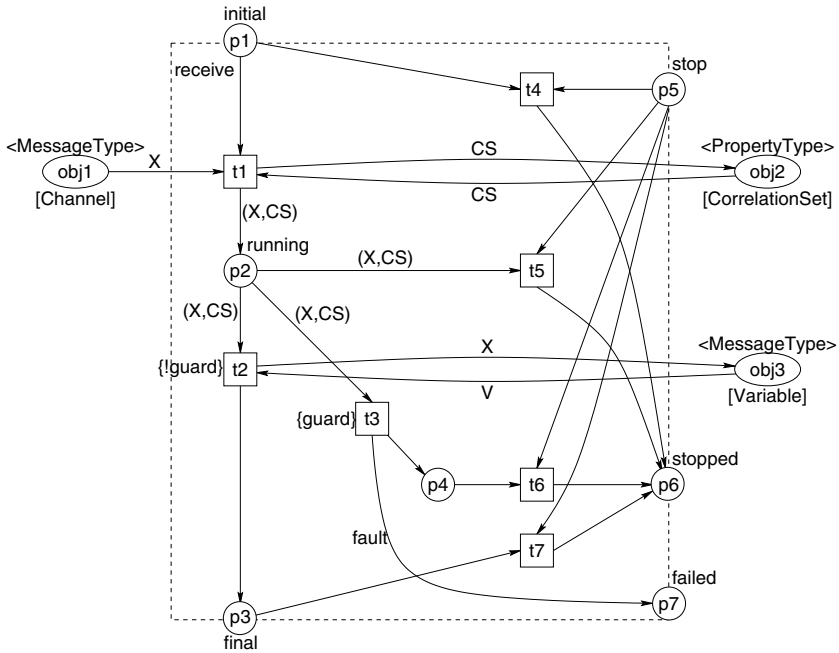 initial
p1
receive
t4
stop
p5
<MessageType>
obj1
[Channel]
X
t1
CS
CS
<PropertyType>
obj2
[CorrelationSet]
(X,CS)
running
p2
(X,CS)
t5
(X,CS)
(X,CS)
{!guard}
t2
X
V
<MessageType>
obj3
[Variable]
{guard}
t3
p4
t6
stopped
p6
fault
t7
failed
p7
p3
final